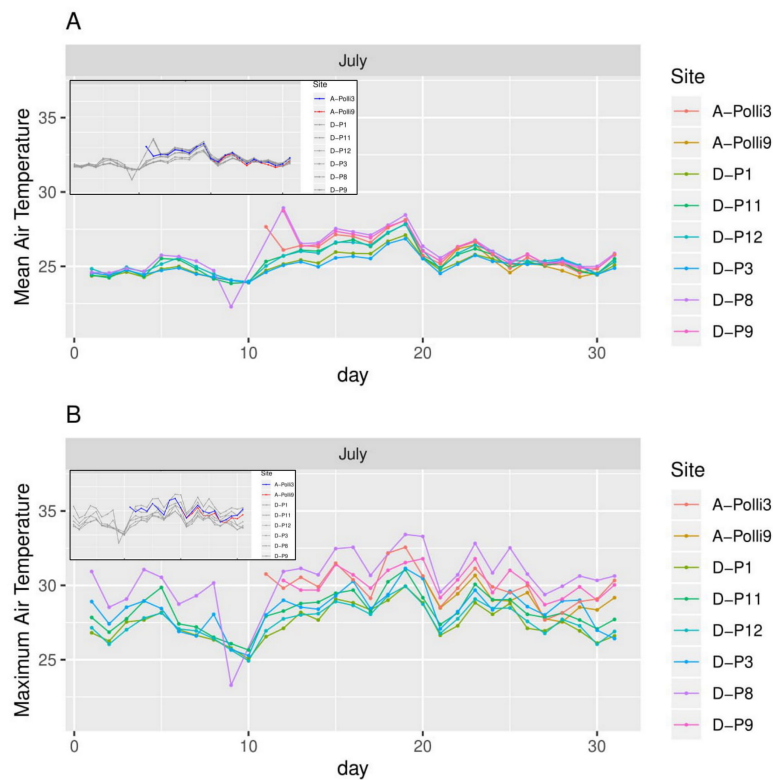 A
July
Site
A–Polli3
A–Polli9
D–P1
D–P11
D–P12
D–P3
D–P8
D–P9
Mean Air Temperature
35
30
25
0
10
20
30
day
Site
A–Polli3
A–Polli9
D–P1
D–P11
D–P12
D–P3
D–P8
D–P9
B
July
Site
A–Polli3
A–Polli9
D–P1
D–P11
D–P12
D–P3
D–P8
D–P9
Maximum Air Temperature
35
30
25
0
10
20
30
day
Site
A–Polli3
A–Polli9
D–P1
D–P11
D–P12
D–P3
D–P8
D–P9